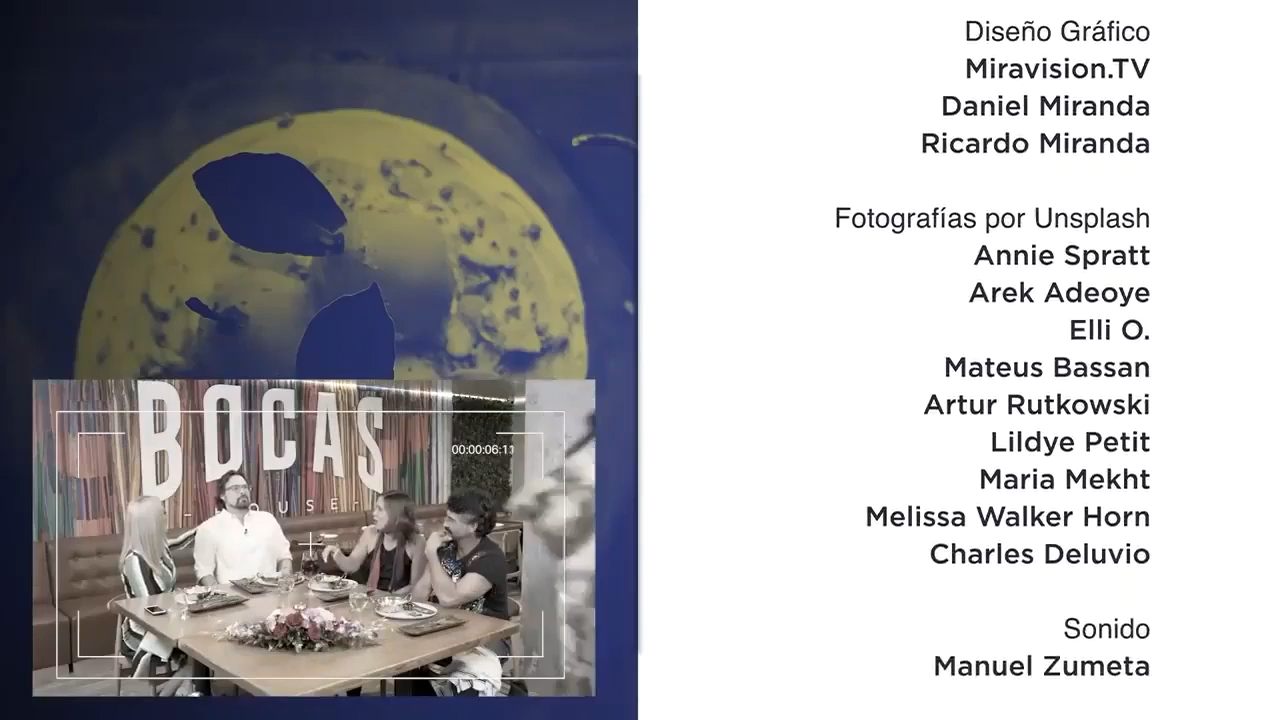 Diseño Gráfico
Miravision.TV
Daniel Miranda
Ricardo Miranda
Fotografías por Unsplash
Annie Spratt
Arek Adeoye
Elli O.
Mateus Bassan
Artur Rutkowski
Lildye Petit
Maria Mekht
Melissa Walker Horn
Charles Deluvio
Sonido
Manuel Zumeta
BOCAS
00:00:06:11